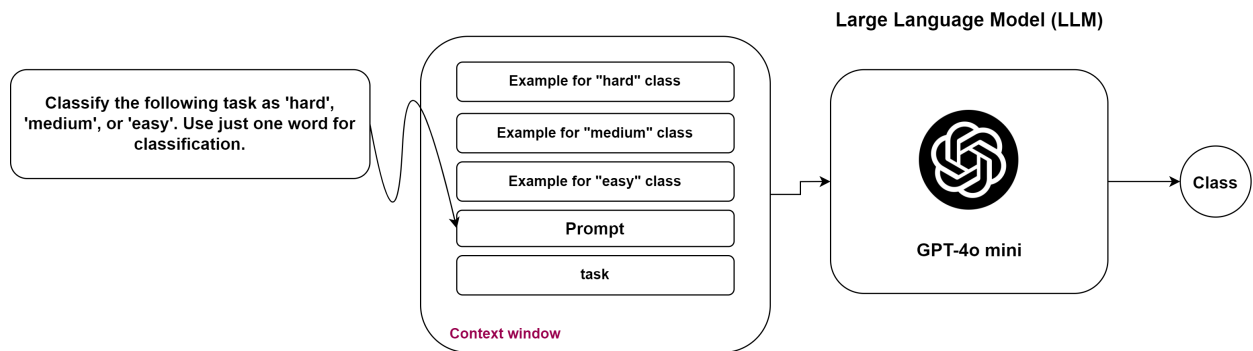 Large Language Model (LLM)
Classify the following task as 'hard',
'medium', or 'easy'. Use just one word for
classification.
Example for "hard" class
Example for "medium" class
Example for "easy" class
Prompt
task
Context window
GPT-4o mini
Class